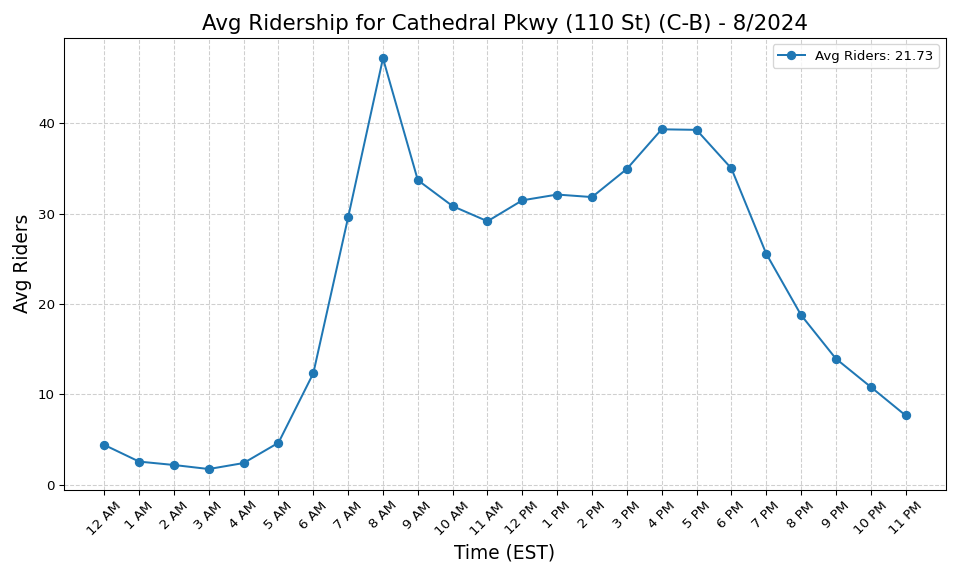 Avg Ridership for Cathedral Pkwy (110 St) (C-B) - 8/2024
Avg Riders: 21.73
Avg Riders
40
30
20
10
0
12 AM 1 AM 2 AM 3 AM 4 AM 5 AM 6 AM 7 AM 8 AM 9 AM 10 AM 11 AM 12 PM 1 PM 2 PM 3 PM 4 PM 5 PM 6 PM 7 PM 8 PM 9 PM 10 PM 11 PM
Time (EST)